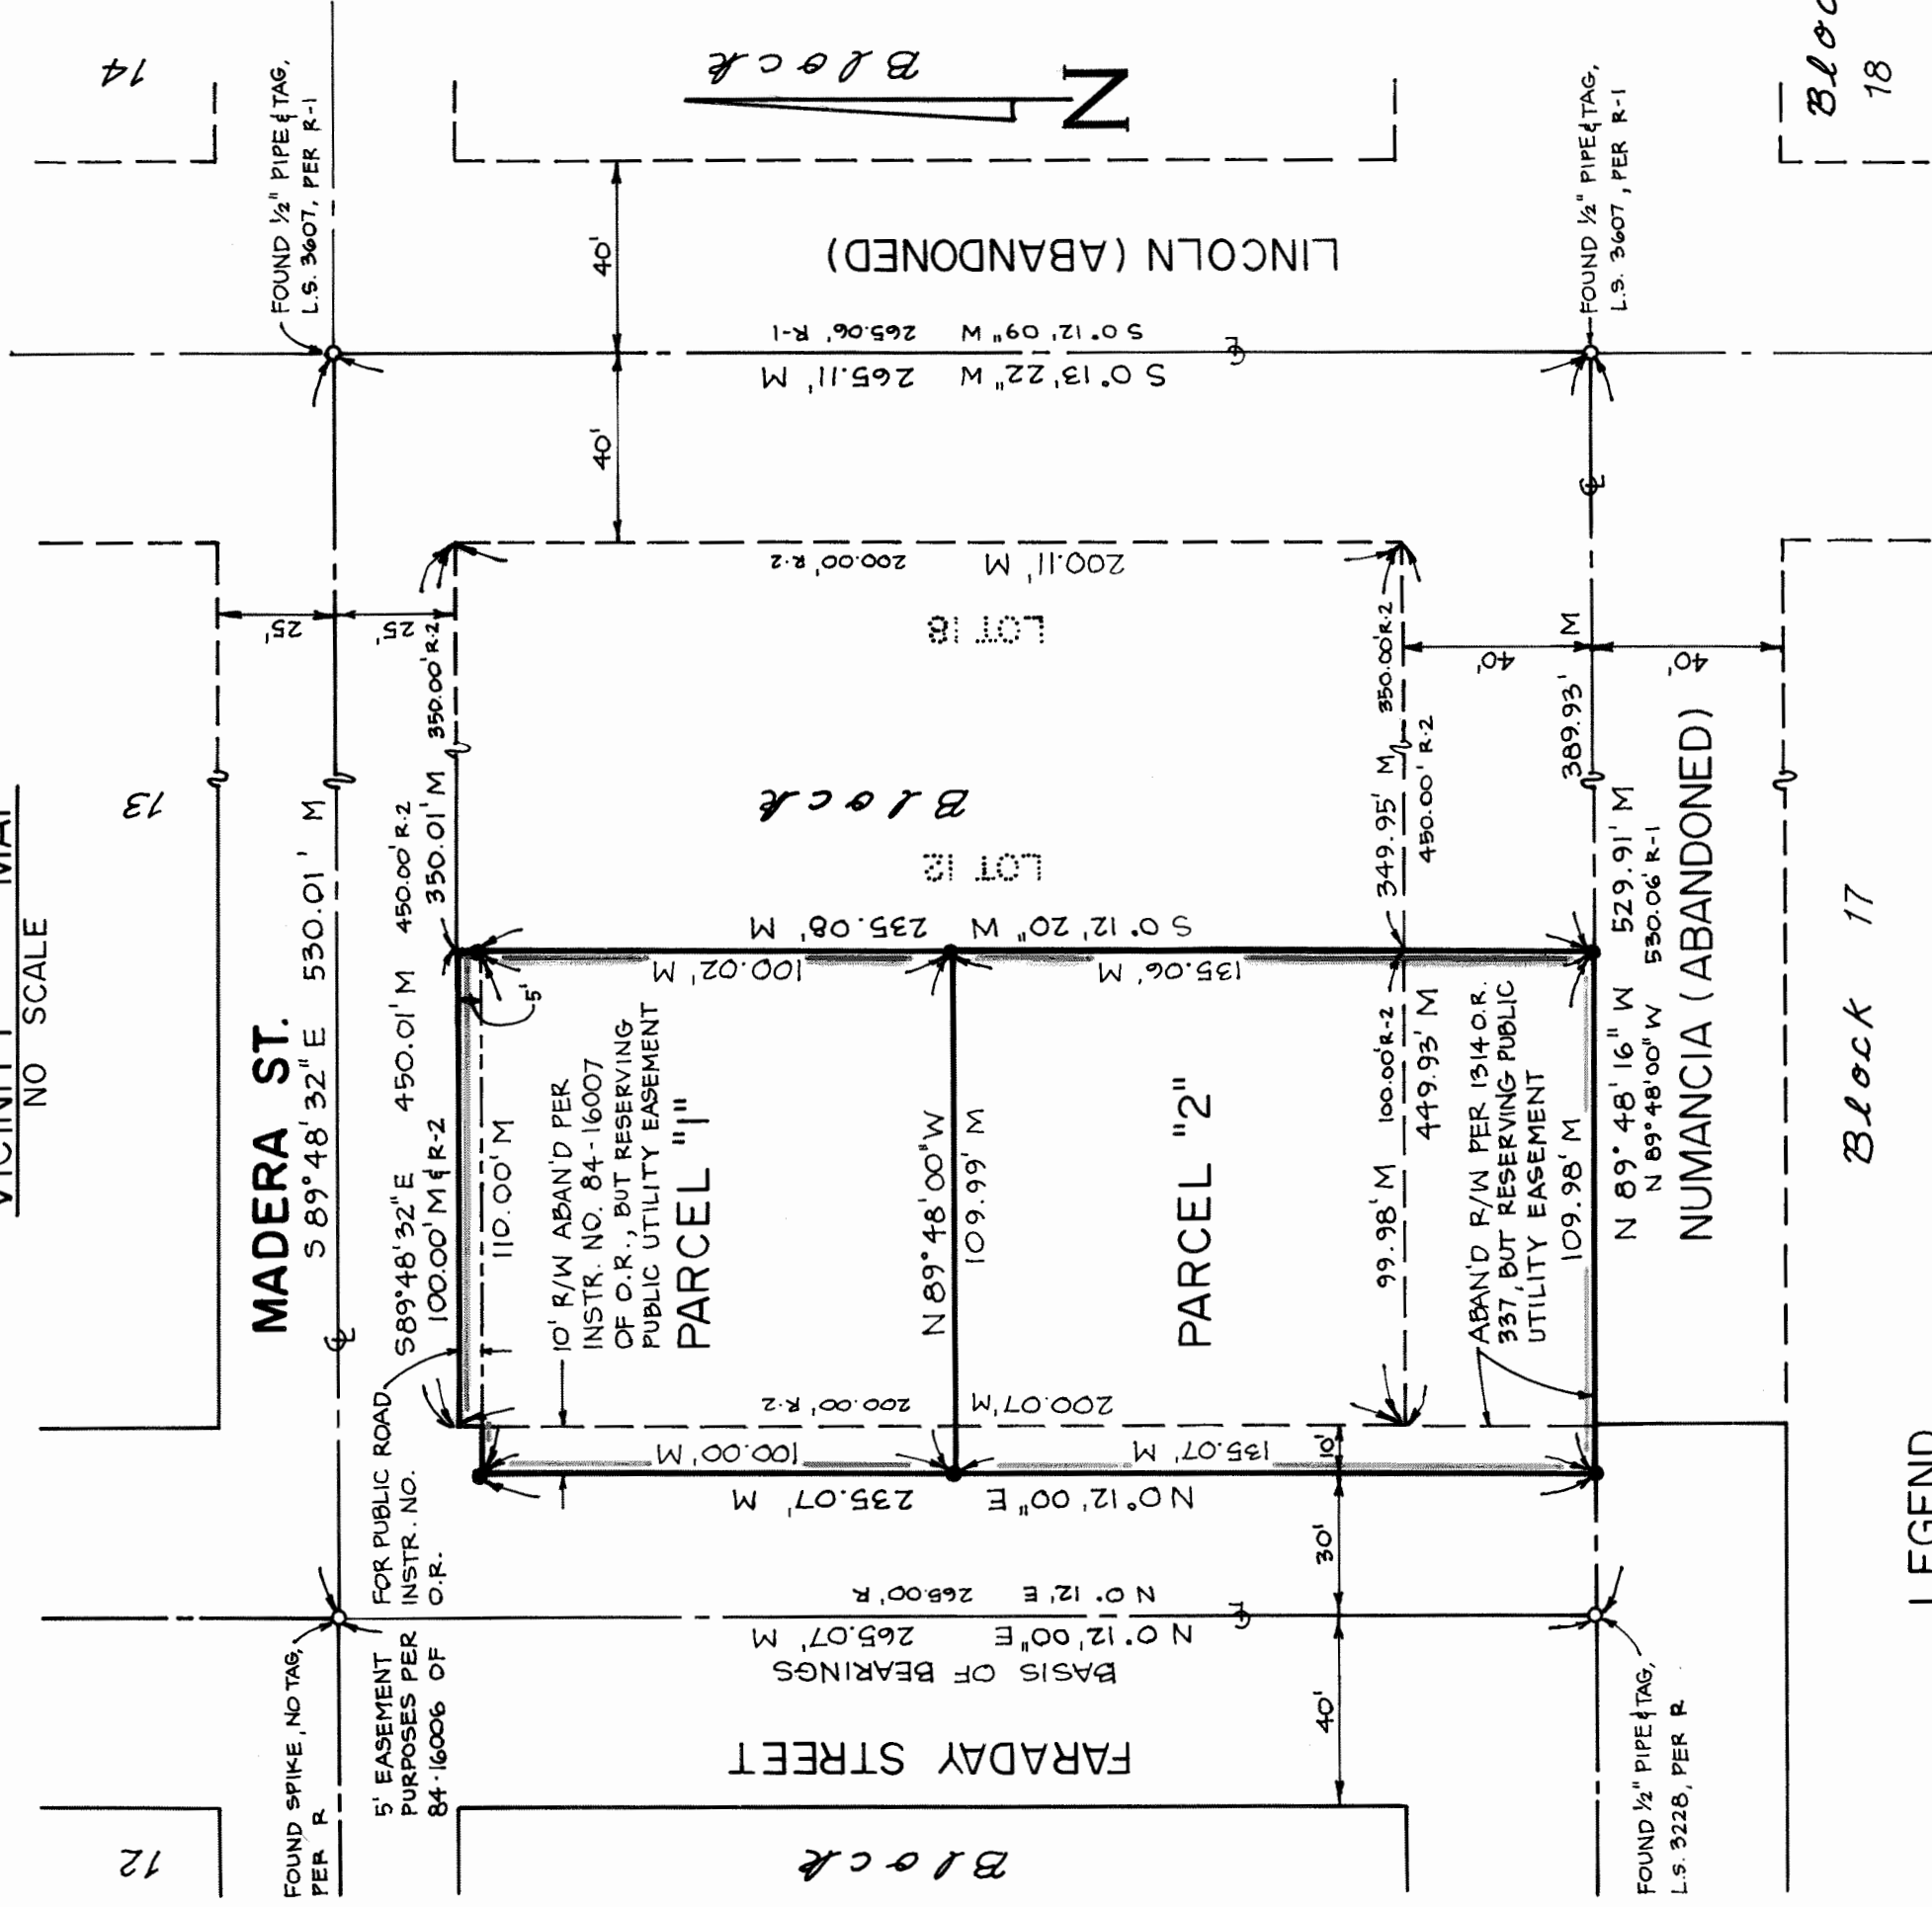 VICINITY MAP
NO SCALE
12
13
14
MADERA ST.
S 89° 48' 32" E 530.01' M
FOUND SPIKE, NO TAG,
PER R
FOUND ½" PIPE & TAG,
L.S. 3607, PER R-1
5' EASEMENT FOR PUBLIC ROAD
PURPOSES PER INSTR. NO.
84-16006 OF O.R.
S89°48'32"E 450.01' M 450.00' R-2
100.00' M & R-2
350.01' M 350.00' R-2
25'
25'
110.00' M
5'
10' R/W ABAN'D PER
INSTR. NO. 84-16007
OF O.R., BUT RESERVING
PUBLIC UTILITY EASEMENT
PARCEL "1"
N 89° 48' 00" W
109.99' M
PARCEL "2"
99.98' M 100.00' R-2
449.93' M
349.95' M 350.00' R-2
450.00' R-2
ABAN'D R/W PER 1314 O.R.
337, BUT RESERVING PUBLIC
UTILITY EASEMENT
109.98' M
389.93' M
N 89° 48' 16" W 529.91' M
N 89° 48' 00" W 530.06' R-1
NUMANCIA (ABANDONED)
40'
40'
Block 17
Bloc
18
LEGEND
FOUND ½" PIPE & TAG,
L.S. 3228, PER R
FOUND ½" PIPE & TAG,
L.S. 3607, PER R-1
Block
FARADAY STREET
BASIS OF BEARINGS
N 0° 12' 00" E 265.07' M
N 0° 12' E 265.00' R
40'
30'
10'
N 0° 12' 00" E 235.07' M
135.07' M
100.00' M
200.07' M
200.00' R-2
135.06' M
100.02' M
S 0° 12' 20" W 235.08' M
LOT 12
Block
LOT 18
200.11' M
200.00' R-2
40'
40'
S 0° 13' 22" W 265.11' M
S 0° 12' 09" W 265.06' R-1
LINCOLN (ABANDONED)
N
Block